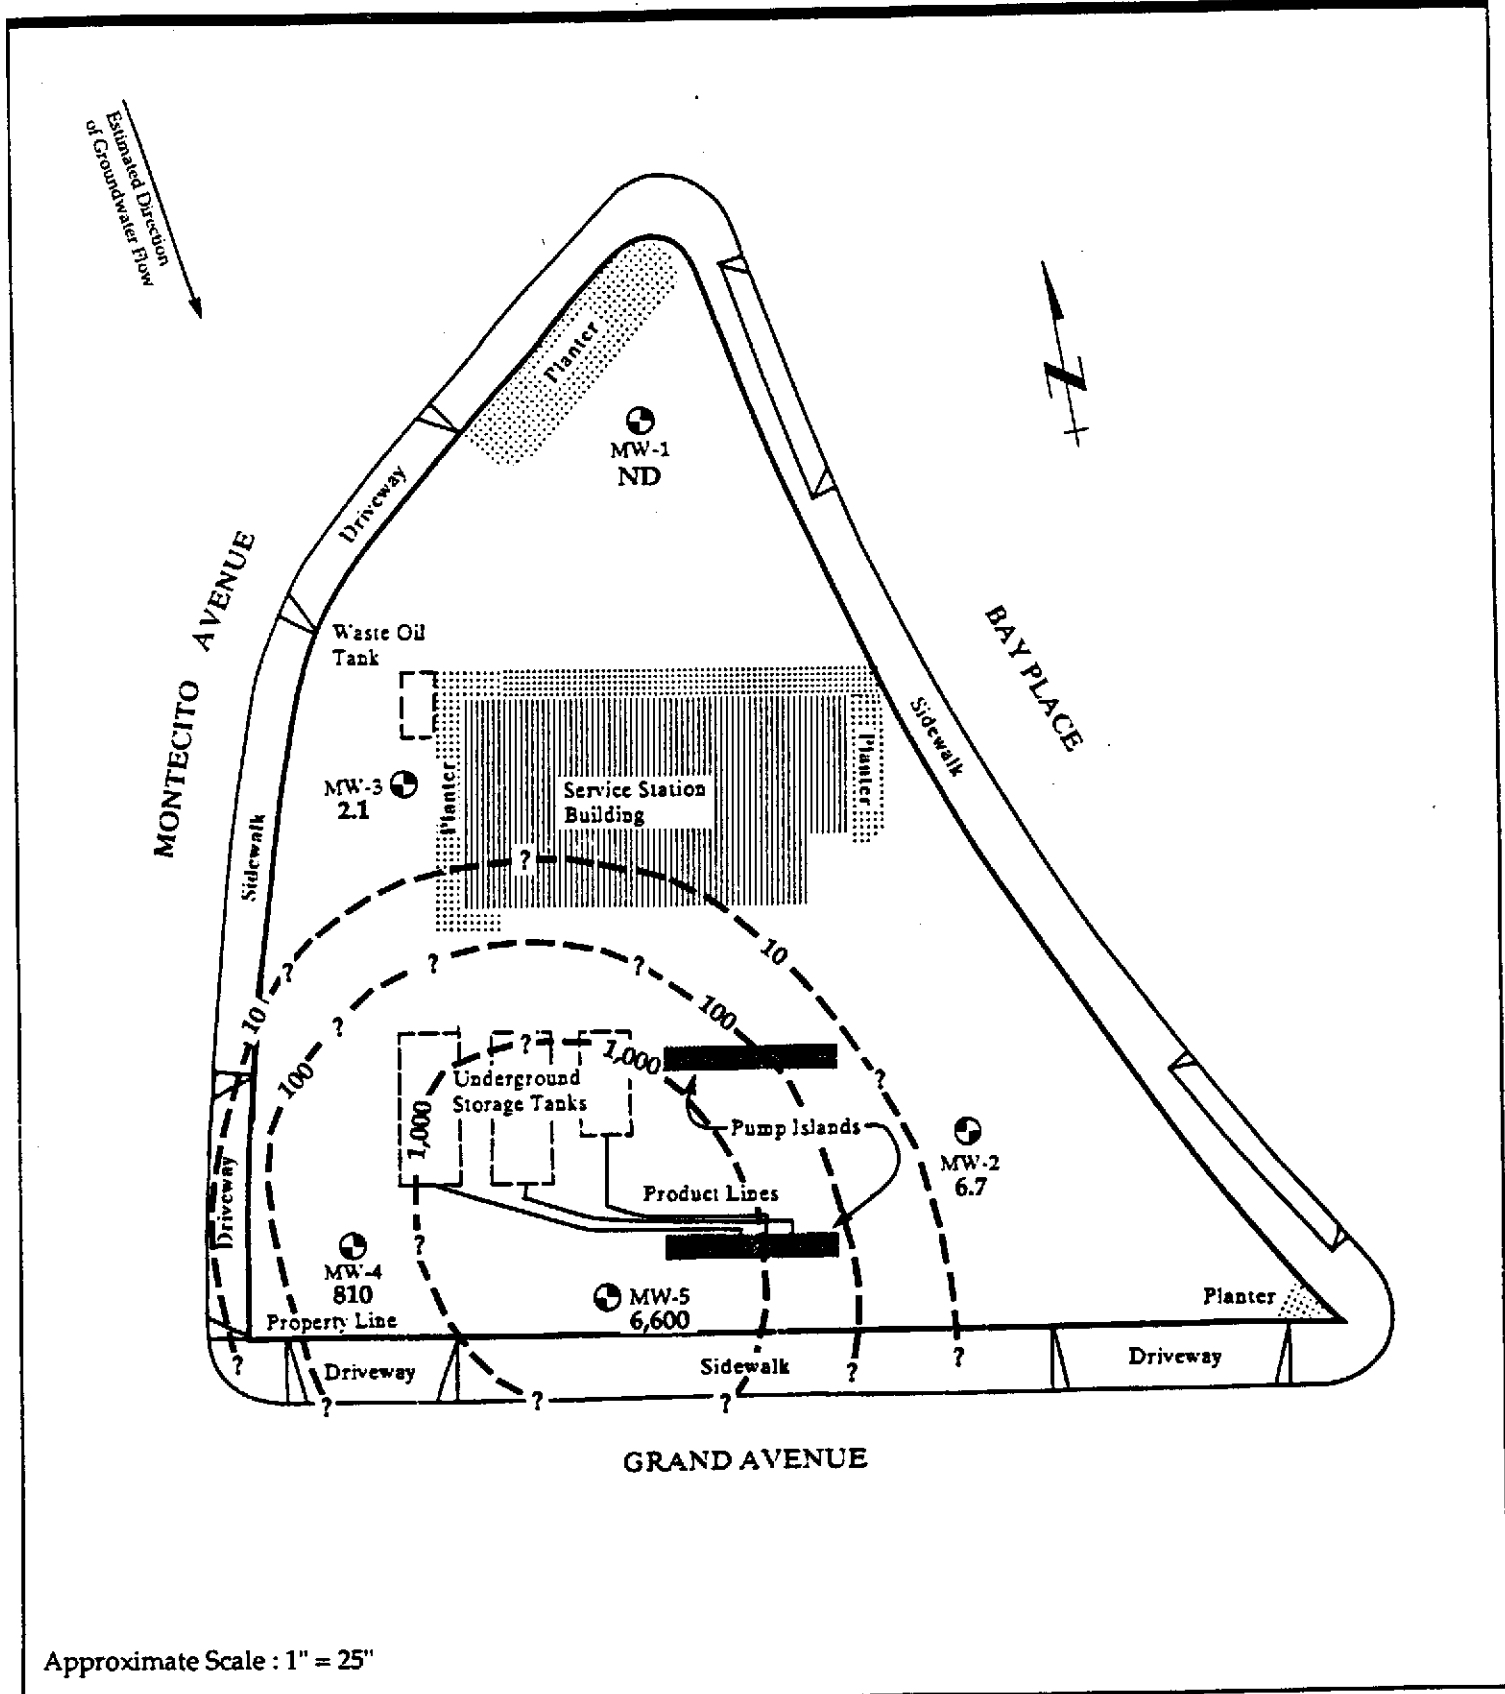 Estimated Direction
of Groundwater Flow
Planter
MW-1
ND
Driveway
MONTECITO AVENUE
Waste Oil
Tank
BAY PLACE
Sidewalk
Planter
Service Station
Building
Planter
MW-3
2.1
Sidewalk
?
10
?
?
?
10
?
100
100
?
1,000
?
Underground
Storage Tanks
1,000
Pump Islands
MW-2
6.7
Driveway
Product Lines
?
MW-4
810
MW-5
6,600
Planter
Property Line
?
Driveway
Sidewalk
?
?
Driveway
?
?
?
GRAND AVENUE
Approximate Scale : 1" = 25"
N